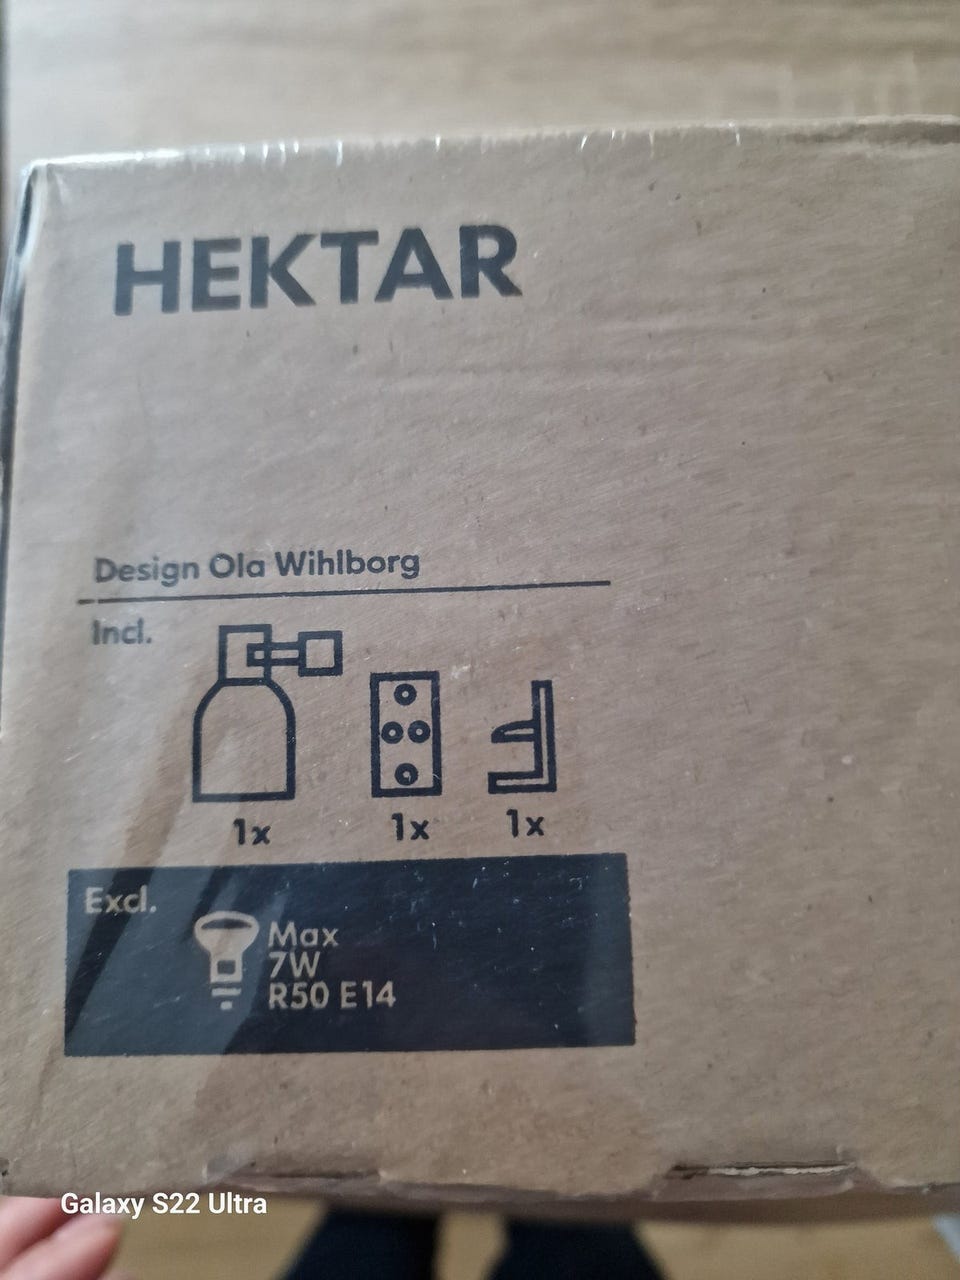 HEKTAR
Design Ola Wihlborg
Incl.
1x 1x 1x
Excl.
Max
7W
R50 E14
Galaxy S22 Ultra